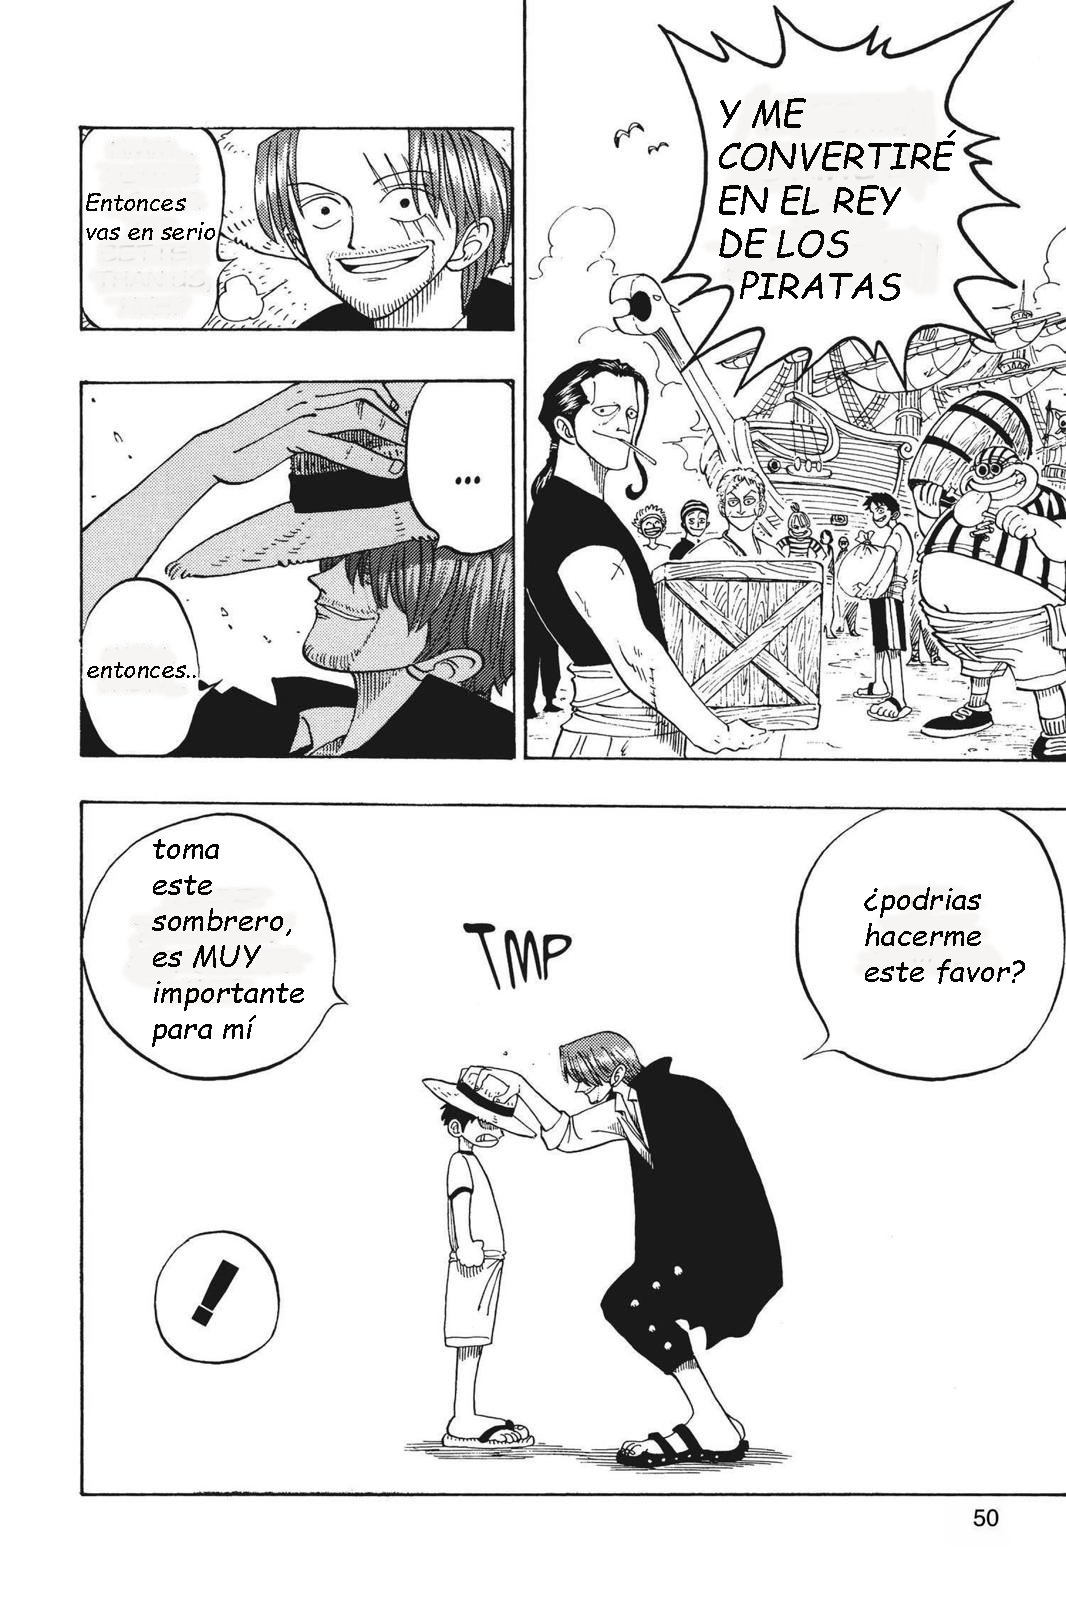 Y ME
CONVERTIRÉ
EN EL REY
DE LOS
PIRATAS
Entonces
vas en serio
...
entonces..
¿podrias
hacerme
este favor?
toma
este
sombrero,
es MUY
importante
para mí
TMP
!
50